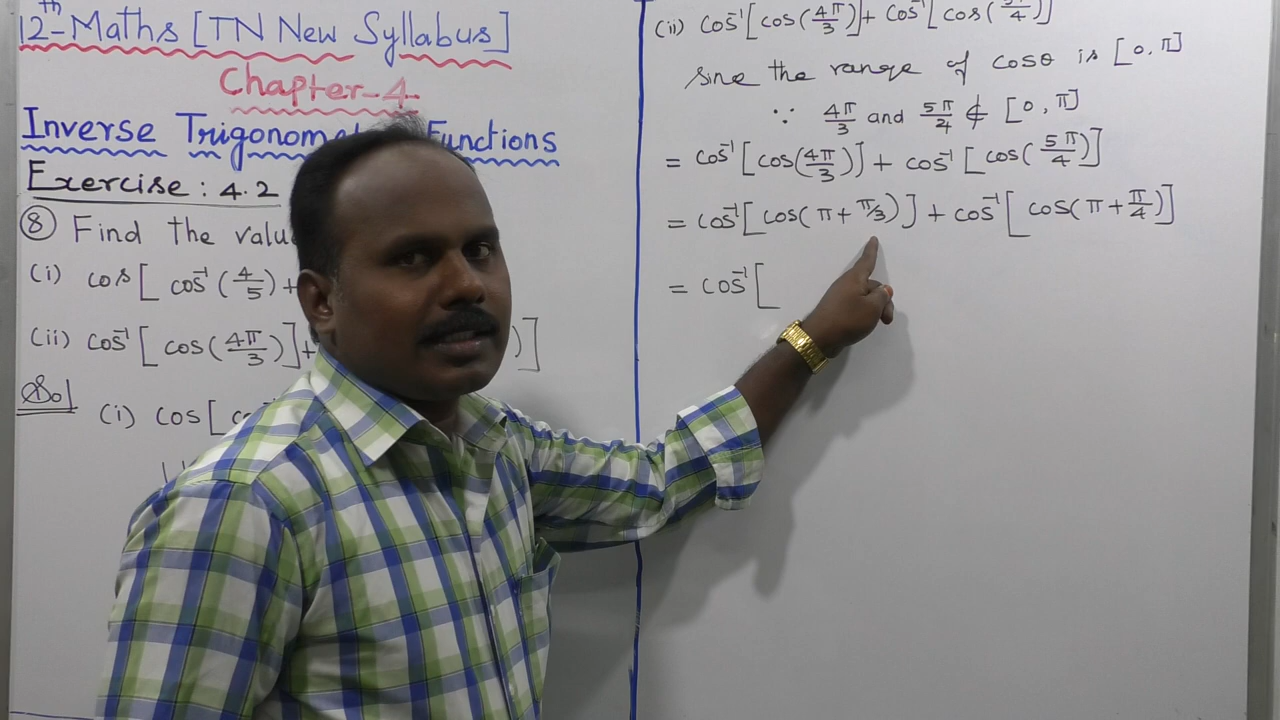 12th-Maths [TN New Syllabus]
Chapter-4
Inverse Functions
Exercise: 4.2
⑧ Find the
(i) cos[cos⁻¹(4/5)+
(ii) cos⁻¹[cos(4π/3)]+ )]
Sol
(i) cos[
(ii) cos⁻¹[cos(4π/3)]+ cos⁻¹[cos(5π/4)]
sine the range of cosθ is [0,π]
∵ 4π/3 and 5π/4 ∉ [0,π]
= cos⁻¹[cos(4π/3)] + cos⁻¹[cos(5π/4)]
= cos⁻¹[cos(π+π/3)] + cos⁻¹[cos(π+π/4)]
= cos⁻¹[